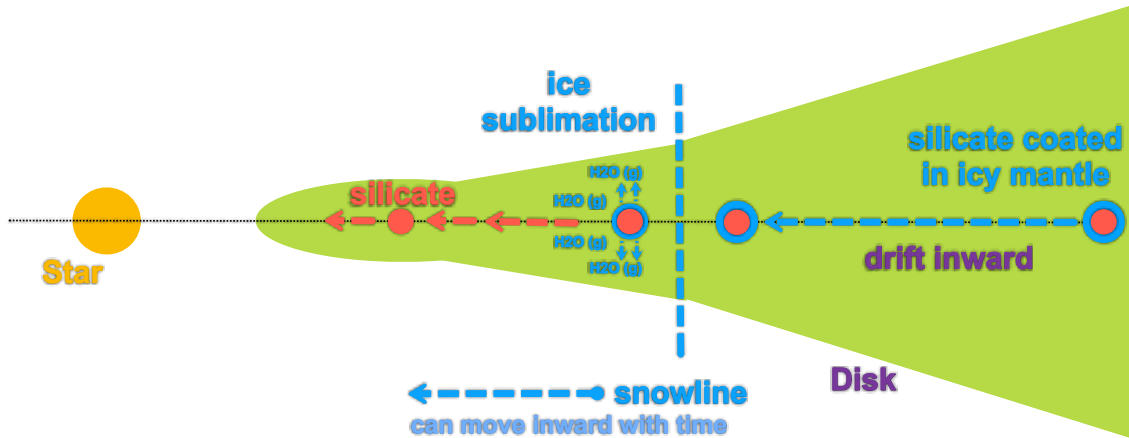 ice
sublimation
silicate coated
in icy mantle
H2O (g)
silicate
H2O (g)
H2O (g)
H2O (g)
drift inward
Star
Disk
snowline
can move inward with time